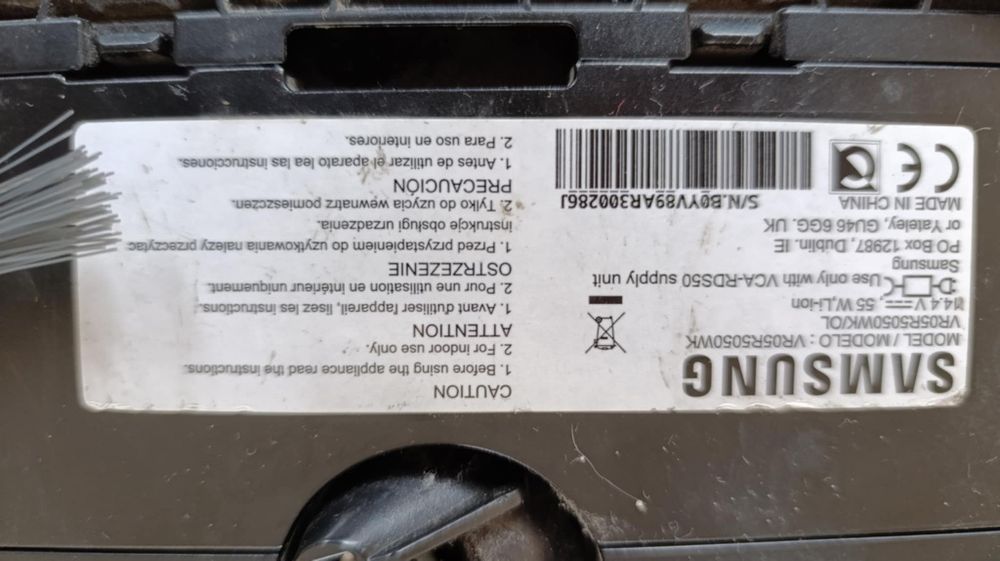 SAMSUNG
MODEL / MODELO : VR05R5050WK
VR05R5050WK/OL
14.4 V ⎓, 55 W,Li-ion
Use only with VCA-RDS50 supply unit
Samsung
PO Box 12987, Dublin. IE
or Yateley, GU46 6GG. UK
MADE IN CHINA
CE
S/N.B0YV89AR300286J
CAUTION
1. Before using the appliance read the instructions.
2. For indoor use only.
ATTENTION
1. Avant d'utiliser l'appareil, lisez les instructions.
2. Pour une utilisation en intérieur uniquement.
OSTRZEZENIE
1. Przed przystapieniem do uzytkowania należy przeczytac
instrukcje obslugi urzadzenia.
2. Tylko do uzycia wewnatrz pomieszczen.
PRECAUCIÓN
1. Antes de utilizar el aparato lea las instrucciones.
2. Para uso en interiores.